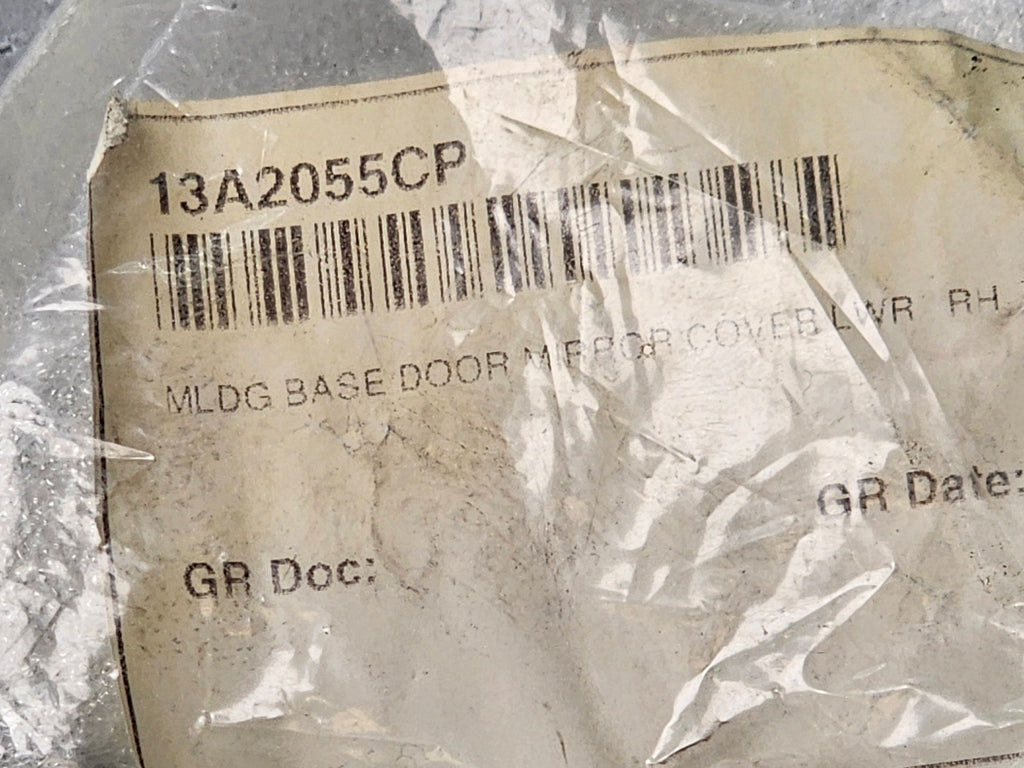 13A2055CP
MLDG BASE DOOR MIRROR COVER LWR RH
GR Date:
GR Doc: